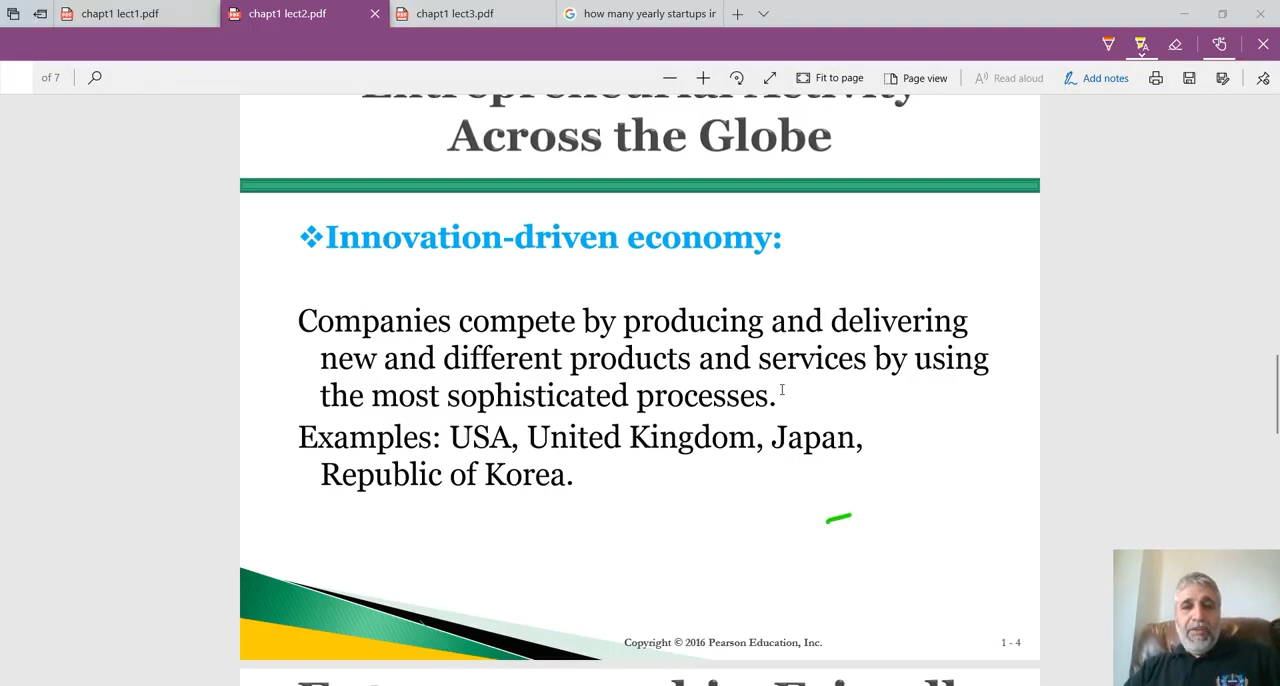 chapt1 lect1.pdf
chapt1 lect2.pdf
chapt1 lect3.pdf
how many yearly startups in
of 7
Fit to page
Page view
Read aloud
Add notes
Entrepreneurial Activity
Across the Globe
❖Innovation-driven economy:
Companies compete by producing and delivering
new and different products and services by using
the most sophisticated processes.
Examples: USA, United Kingdom, Japan,
Republic of Korea.
Copyright © 2016 Pearson Education, Inc.
1 - 4